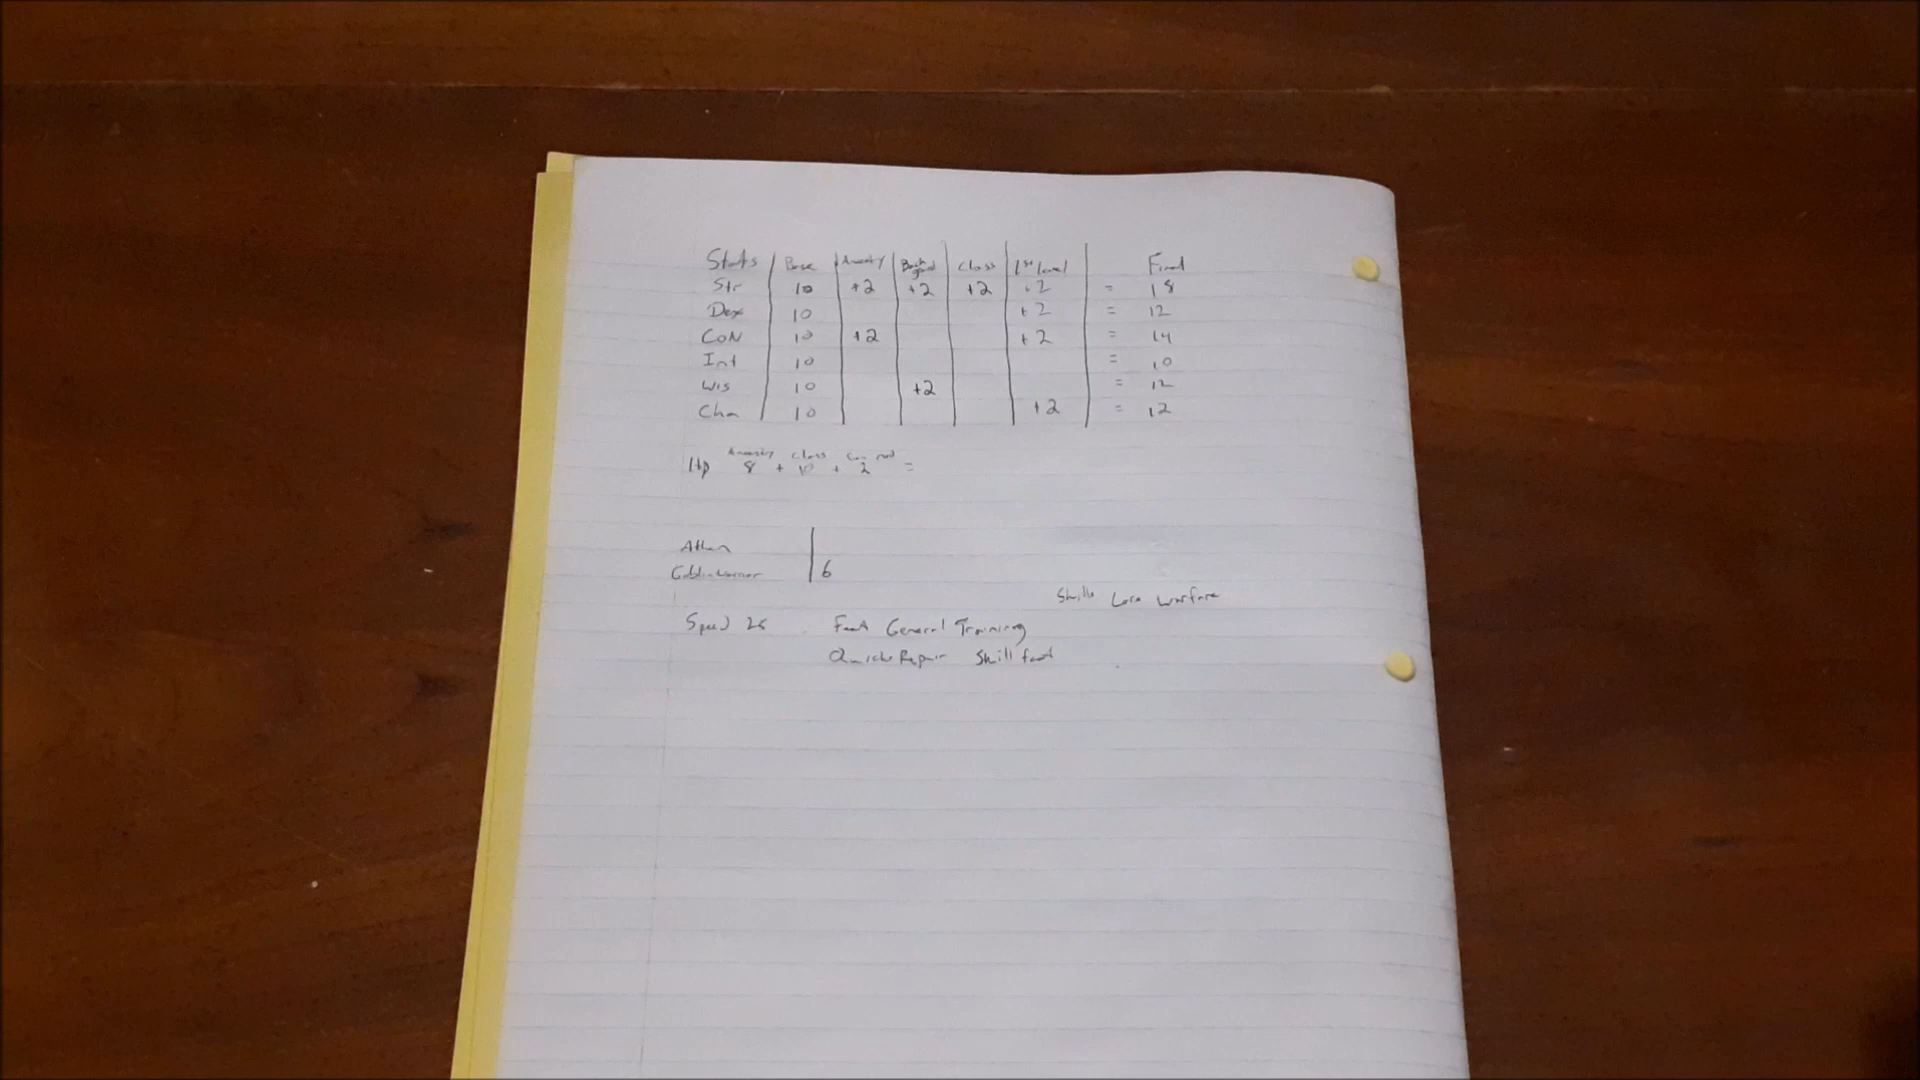 Stats Base Ancestry Back grnd Class 1st level Final
Str 10 +2 +2 +2 +2 = 18
Dex 10 +2 = 12
CON 10 +2 +2 = 14
Int 10 = 10
Wis 10 +2 = 12
Cha 10 +2 = 12
Ancestry Class Con mod
Hp 8 + 10 + 2 =
Goblin Warrior 6
Skills Lore Warfare
Speed 25 Feat General Training
Quick Repair Skill feat